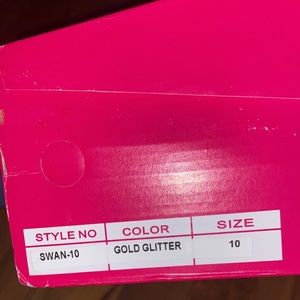 STYLE NO COLOR SIZE
SWAN-10 GOLD GLITTER 10